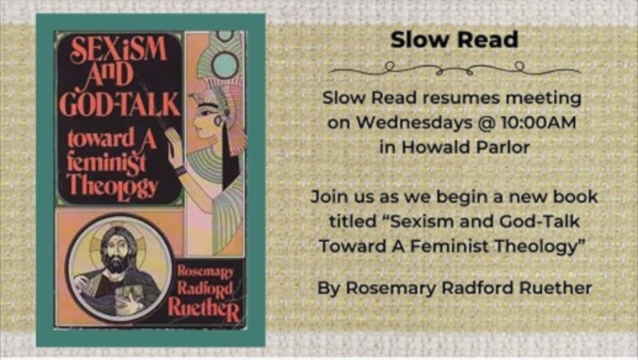 SEXISM
AND
GOD-TALK
toward A
feminist
Theology
Rosemary
Radford
Ruether
Slow Read
Slow Read resumes meeting
on Wednesdays @ 10:00AM
in Howald Parlor
Join us as we begin a new book
titled “Sexism and God-Talk
Toward A Feminist Theology”
By Rosemary Radford Ruether